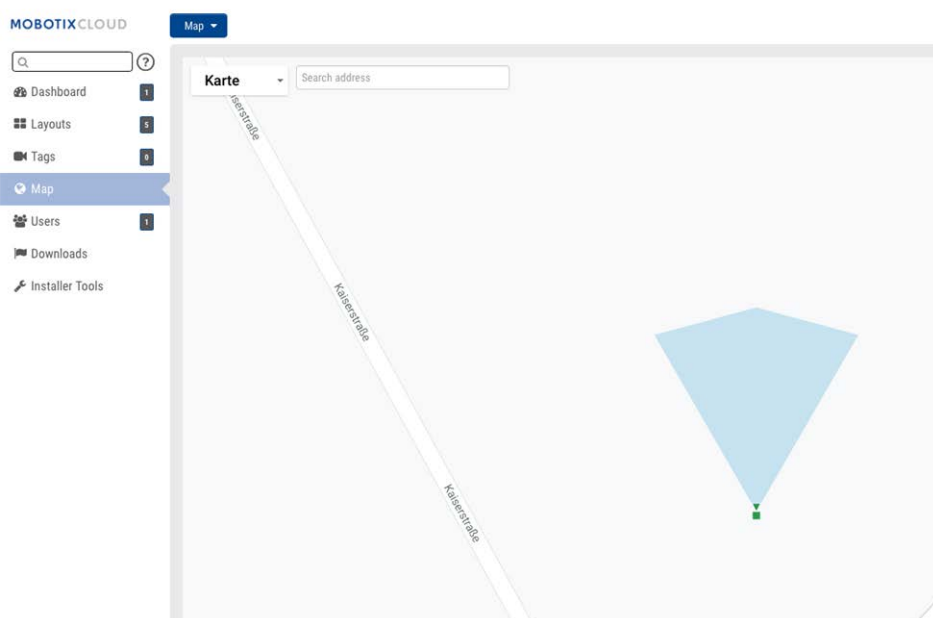 MOBOTIXCLOUD
Map
Dashboard 1
Layouts 5
Tags 0
Map
Users 1
Downloads
Installer Tools
Karte
Search address
Kaiserstraße
Kaiserstraße